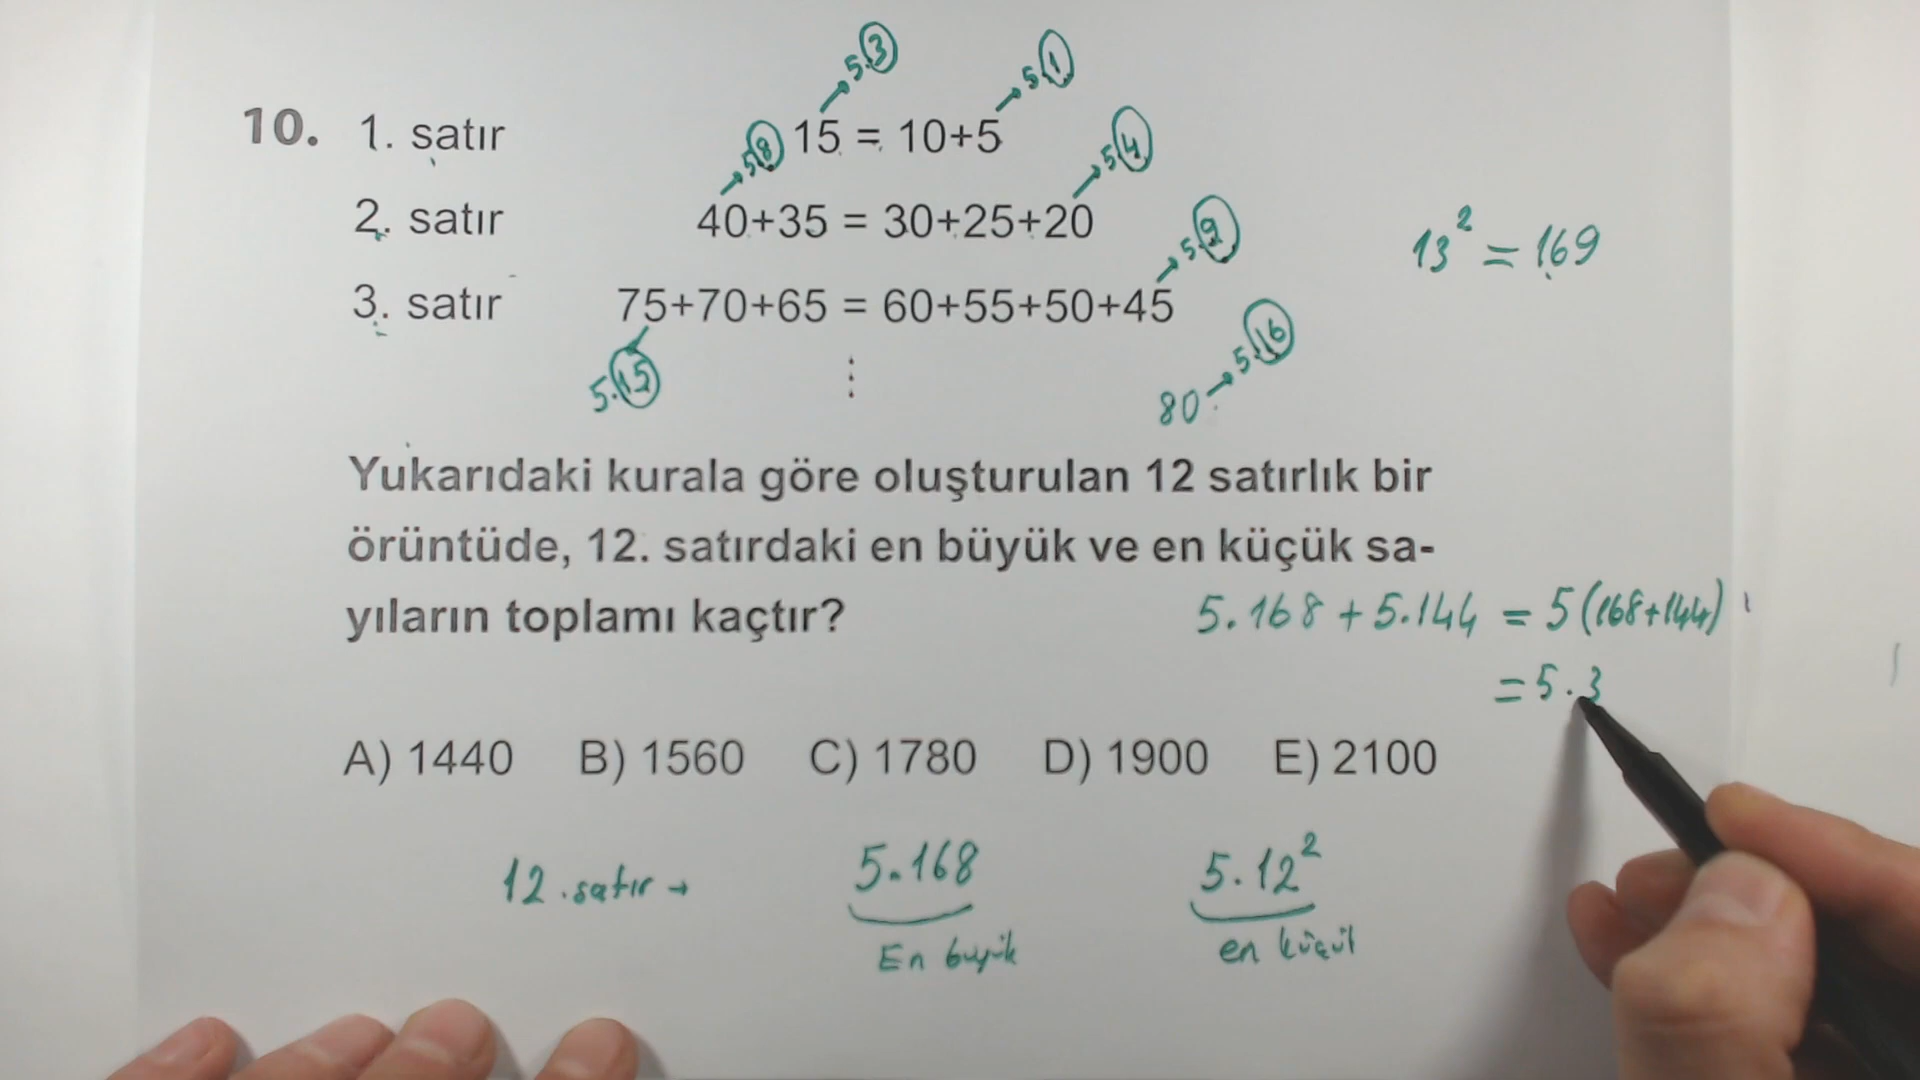 5.3
5.1
10. 1. satır 15 = 10+5
5.8
5.4
2. satır 40+35 = 30+25+20
5.9
13² = 169
3. satır 75+70+65 = 60+55+50+45
5.15
⋮
80 → 5.16
Yukarıdaki kurala göre oluşturulan 12 satırlık bir
örüntüde, 12. satırdaki en büyük ve en küçük sa-
yıların toplamı kaçtır?
5.168 + 5.144 = 5(168+144)
= 5.3
A) 1440 B) 1560 C) 1780 D) 1900 E) 2100
12. satır → 5.168 5.12²
En büyük en küçük